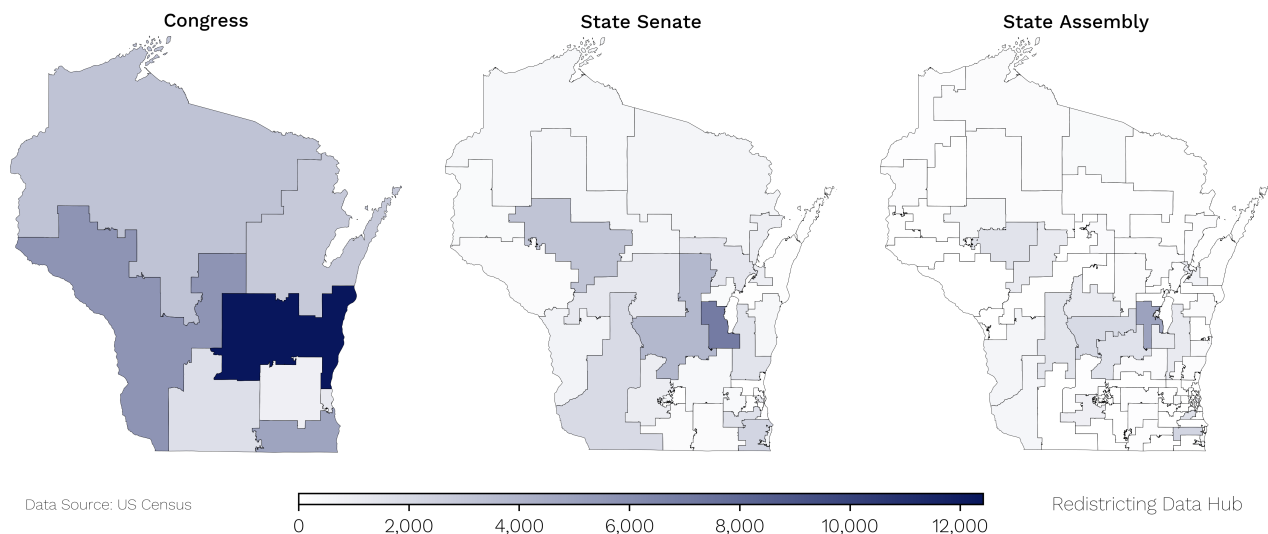 Congress
State Senate
State Assembly
Data Source: US Census
0
2,000
4,000
6,000
8,000
10,000
12,000
Redistricting Data Hub